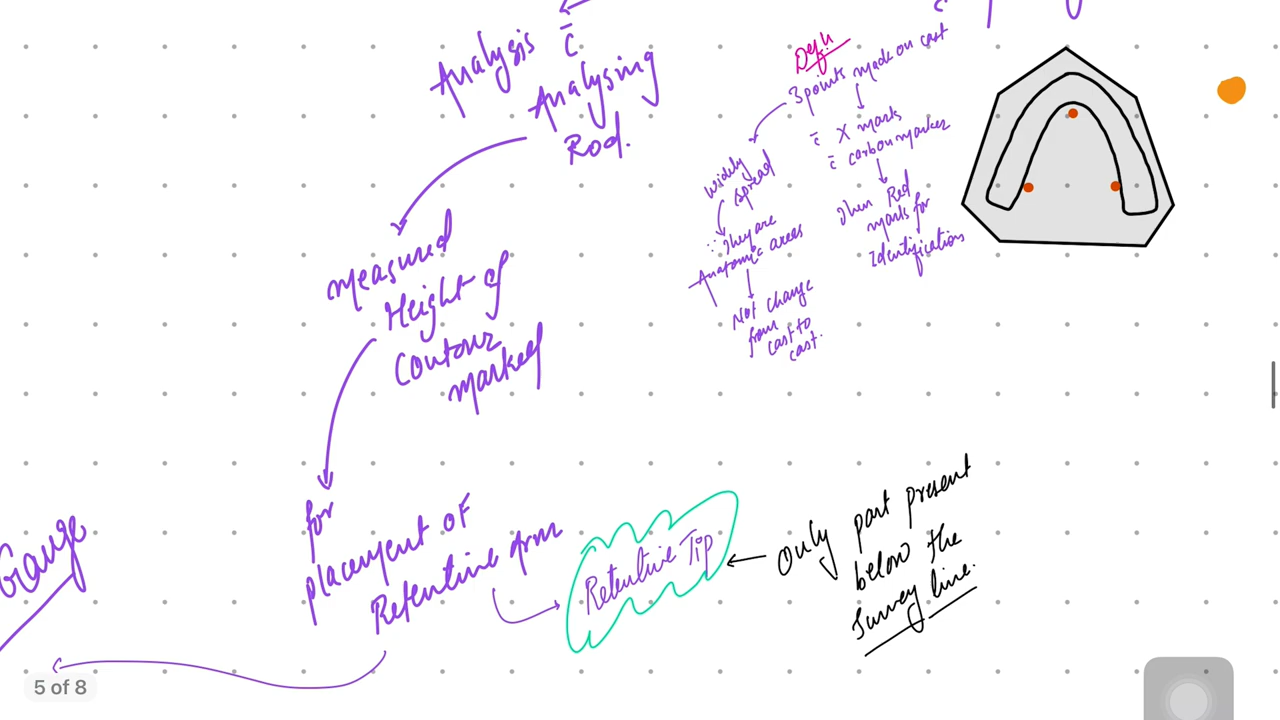 Analysis c̄
Analysing
Rod.
measured
Height of
Contour
marked
for
placement OF
Retentive Arm
Retentive Tip
Only part present
below the
Survey line.
Gauge
Defn
3 points made on cast
c̄ X marks
c̄ carbon marker
Then Red
marks for
Identification
widely
spread
∵ They are
Anatomic areas
Not change
from
cast to
cast.
5 of 8